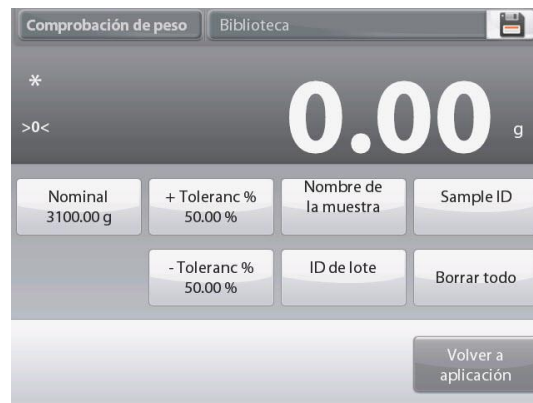 Comprobación de peso Biblioteca
*
>0<
0.00 g
Nominal
3100.00 g
+ Toleranc %
50.00 %
Nombre de
la muestra
Sample ID
- Toleranc %
50.00 %
ID de lote
Borrar todo
Volver a
aplicación